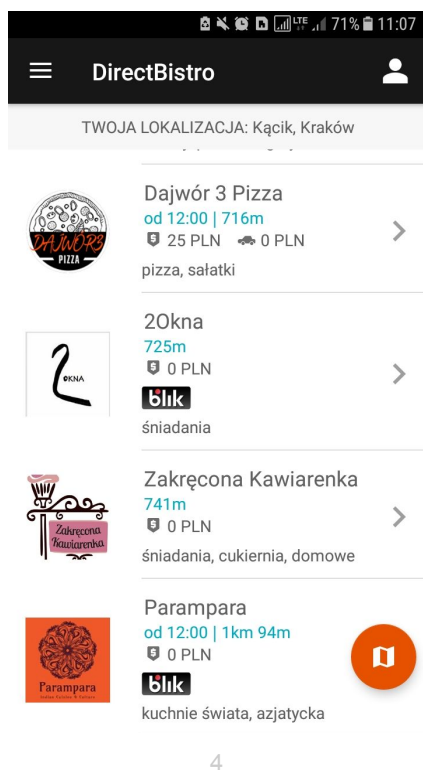 71% 11:07
LTE
DirectBistro
TWOJA LOKALIZACJA: Kącik, Kraków
Dajwór 3 Pizza
od 12:00 | 716m
25 PLN 0 PLN
DAJWÓR3
PIZZA
pizza, sałatki
2Okna
725m
0 PLN
2 OKNA
blik
śniadania
Zakręcona Kawiarenka
741m
0 PLN
Zakręcona
Kawiarenka
śniadania, cukiernia, domowe
Parampara
od 12:00 | 1km 94m
0 PLN
Parampara
blik
kuchnie świata, azjatycka
4